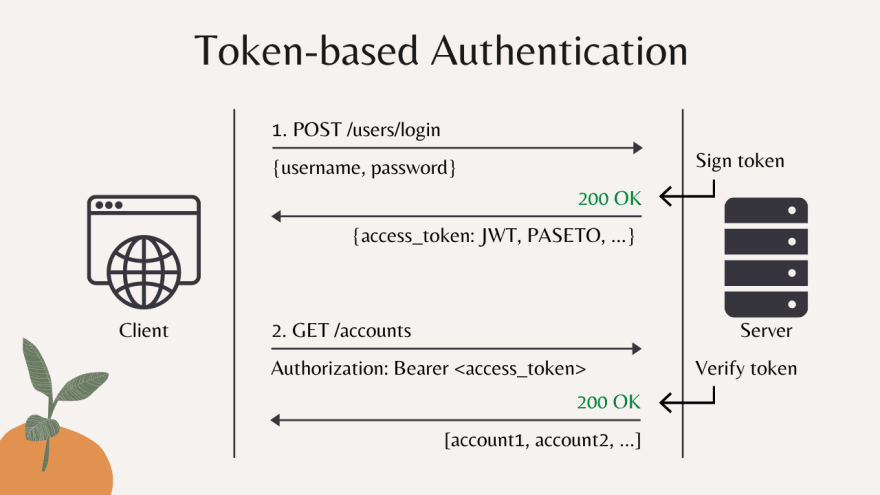 Token-based Authentication
1. POST /users/login
{username, password}
Sign token
200 OK
{access_token: JWT, PASETO, ...}
Client
Server
2. GET /accounts
Authorization: Bearer <access_token>
Verify token
200 OK
[account1, account2, ...]